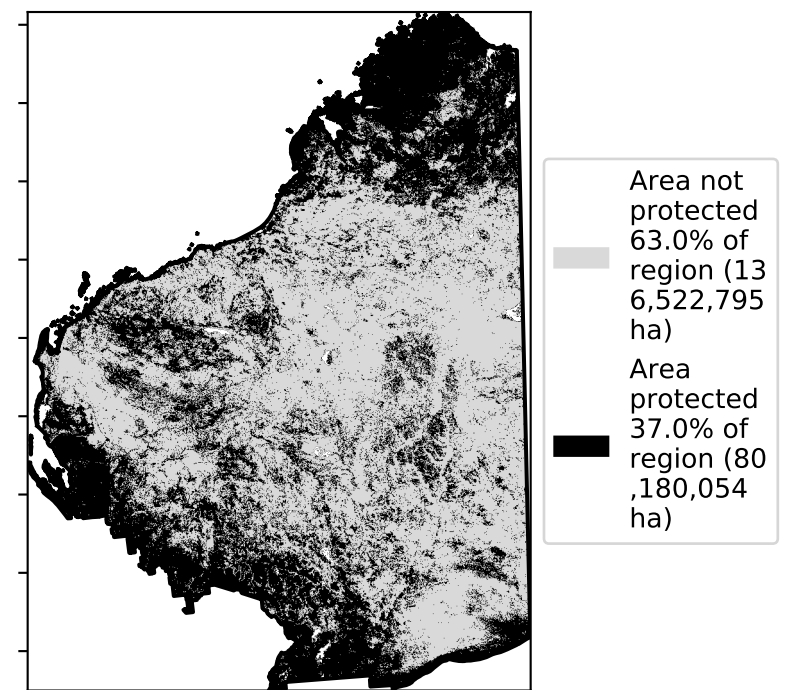 Area not
protected
63.0% of
region (13
6,522,795
ha)
Area
protected
37.0% of
region (80
,180,054
ha)